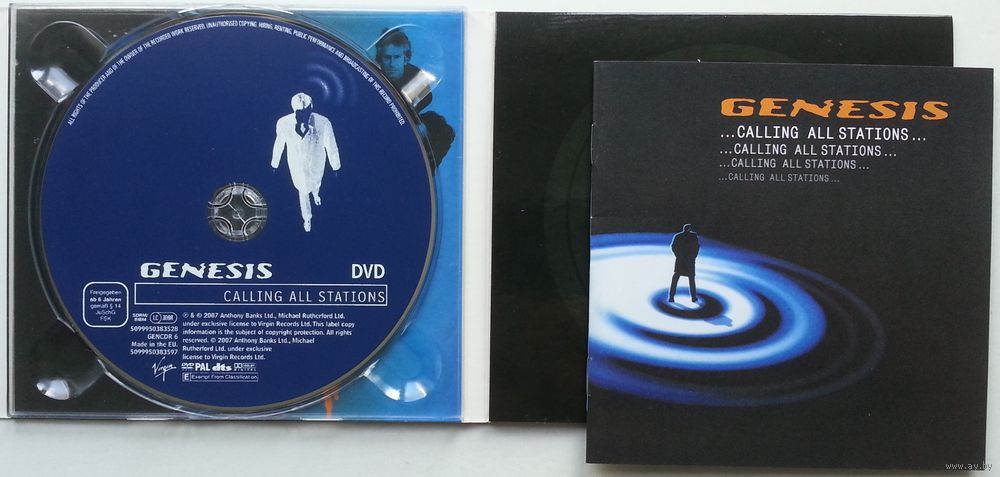 ALL RIGHTS OF THE PRODUCER AND OF THE OWNER OF THE RECORDED WORK RESERVED. UNAUTHORISED COPYING, HIRING, RENTING, PUBLIC PERFORMANCE AND BROADCASTING OF THIS RECORD PROHIBITED.
GENESIS DVD
CALLING ALL STATIONS
Freigegeben
ab 6 Jahren
gemäß § 14
JuSchG
FSK
LC
5099950383528
GENCDR 6
Made in the EU.
5099950383597
℗ & © 2007 Anthony Banks Ltd., Michael Rutherford Ltd.
under exclusive license to Virgin Records Ltd. This label copy
information is the subject of copyright protection. All rights
reserved. © 2007 Anthony Banks Ltd., Michael
Rutherford Ltd. under exclusive
license to Virgin Records Ltd.
Virgin
DVD PAL dts
E Exempt From Classification
GENESIS
...CALLING ALL STATIONS...
...CALLING ALL STATIONS...
...CALLING ALL STATIONS...
...CALLING ALL STATIONS...
www.ay.by